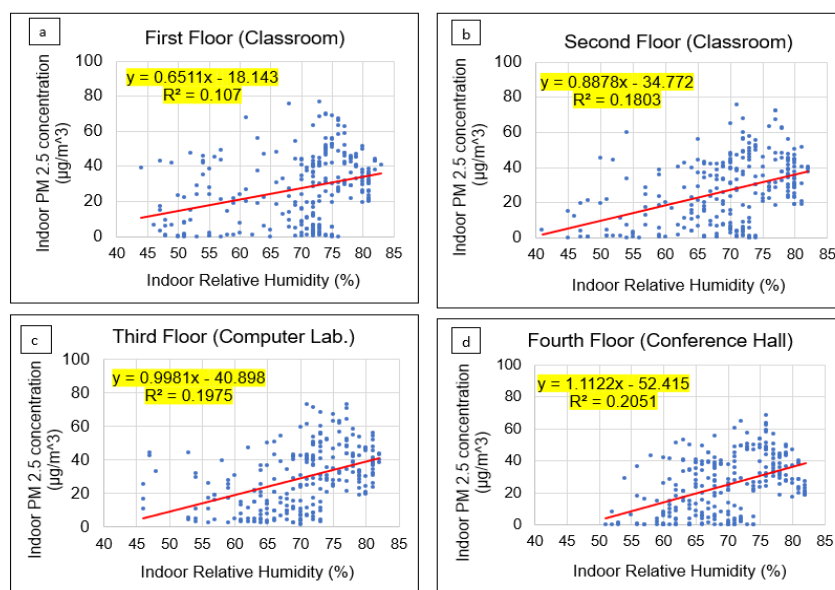 a
First Floor (Classroom)
y = 0.6511x - 18.143
R² = 0.107
Indoor PM 2.5 concentration
(µg/m^3)
100
80
60
40
20
0
40 45 50 55 60 65 70 75 80 85
Indoor Relative Humidity (%)
b
Second Floor (Classroom)
y = 0.8878x - 34.772
R² = 0.1803
Indoor PM 2.5 concentration
(µg/m^3)
100
80
60
40
20
0
40 45 50 55 60 65 70 75 80 85
Indoor Relative Humidity (%)
c
Third Floor (Computer Lab.)
y = 0.9981x - 40.898
R² = 0.1975
Indoor PM 2.5 concentration
(µg/m^3)
100
80
60
40
20
0
40 45 50 55 60 65 70 75 80 85
Indoor Relative Humidity (%)
d
Fourth Floor (Conference Hall)
y = 1.1122x - 52.415
R² = 0.2051
Indoor PM 2.5 concentration
(µg/m^3)
100
80
60
40
20
0
40 45 50 55 60 65 70 75 80 85
Indoor Relative Humidity (%)